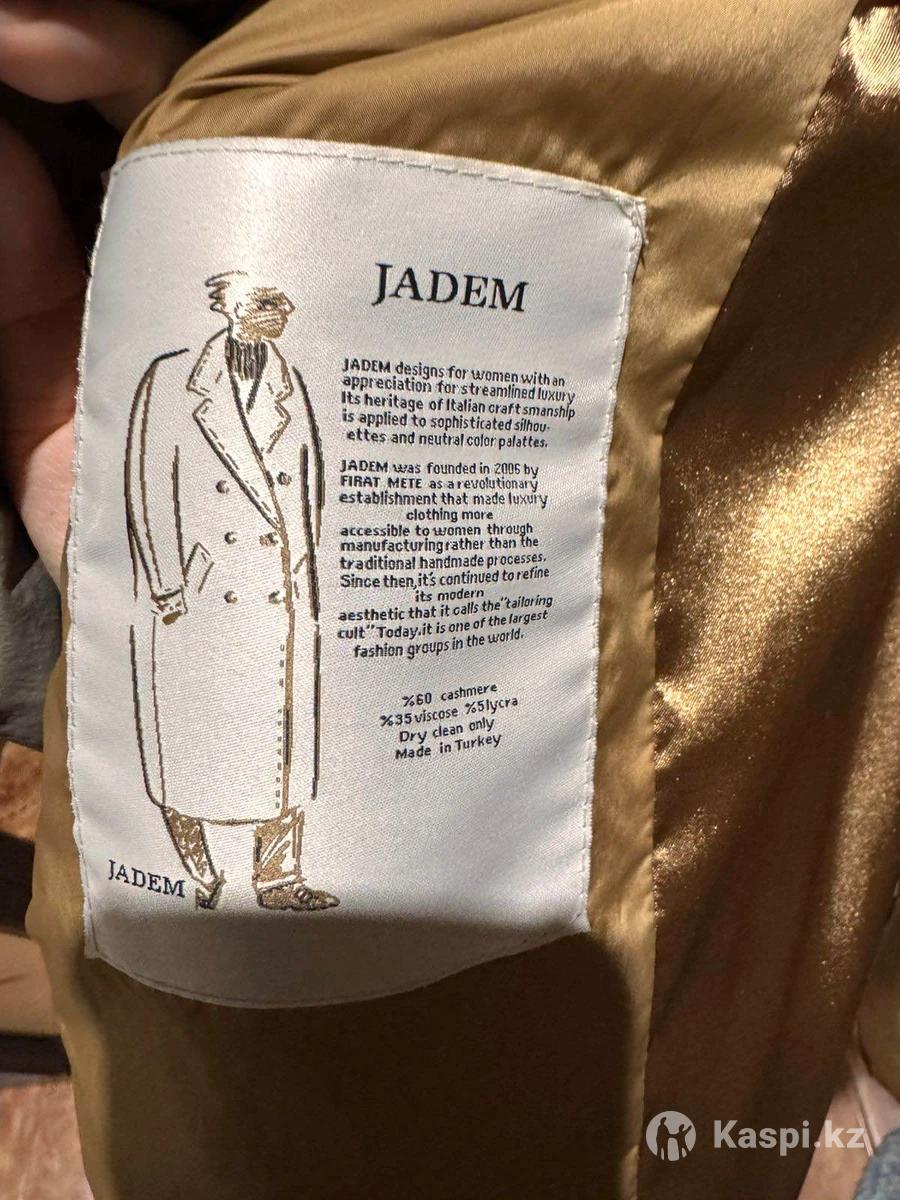 JADEM
JADEM designs for women with an
appreciation for streamlined luxury
Its heritage of Italian craftsmanship
is applied to sophisticated silhou-
ettes and neutral color palattes.
JADEM was founded in 2006 by
FIRAT METE as a revolutionary
establishment that made luxury
clothing more
accessible to women through
manufacturing rather than the
traditional handmade processes.
Since then,it's continued to refine
its modern
aesthetic that it calls the"tailoring
cult"Today.it is one of the largest
fashion groups in the world.
%60 cashmere
%35 viscose %5 lycra
Dry clean only
Made in Turkey
JADEM
Kaspi.kz